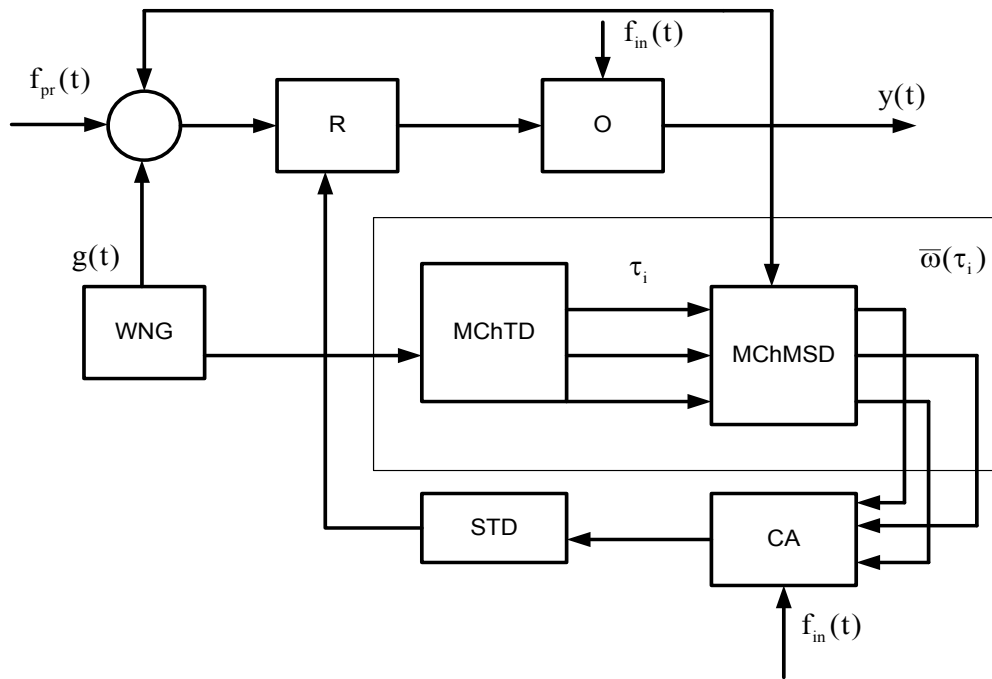 f_in(t)
f_pr(t)
y(t)
R
O
g(t)
τ_i
ω̅(τ_i)
WNG
MChTD
MChMSD
STD
CA
f_in(t)